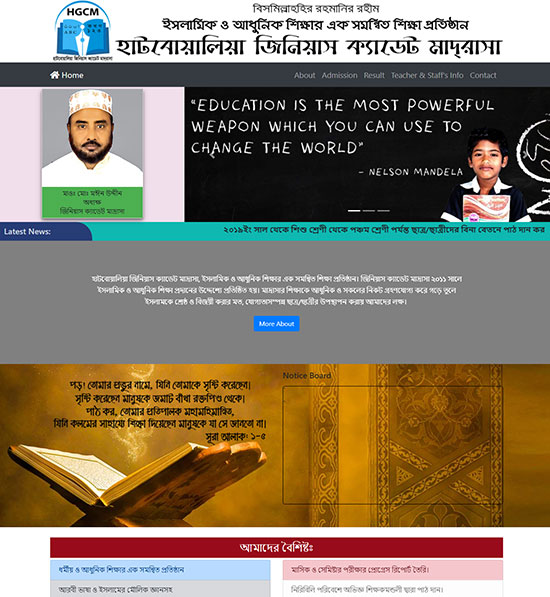 বিসমিল্লাহহির রহমানির রহীম
HGCM
ইসলামিক ও আধুনিক শিক্ষার এক সমন্বিত শিক্ষা প্রতিষ্ঠান
হাটবোয়ালিয়া জিনিয়াস ক্যাডেট মাদ্‌রাসা
হাটবোয়ালিয়া জিনিয়াস ক্যাডেট মাদ্‌রাসা
Home About Admission Result Teacher & Staff's Info Contact
"EDUCATION IS THE MOST POWERFUL
WEAPON WHICH YOU CAN USE TO
CHANGE THE WORLD"
- NELSON MANDELA
মাওঃ মোঃ মঈন উদ্দীন
অধ্যক্ষ
জিনিয়াস ক্যাডেট মাদ্রাসা
Latest News: ২০১৯ইং সাল থেকে শিশু শ্রেণী থেকে পঞ্চম শ্রেণী পর্যন্ত ছাত্র/ছাত্রীদের বিনা বেতনে পাঠ দান কর
হাটবোয়ালিয়া জিনিয়াস ক্যাডেট মাদ্রাসা, ইসলামিক ও আধুনিক শিক্ষার এক সমন্বিত শিক্ষা প্রতিষ্ঠান। জিনিয়াস ক্যাডেট মাদ্রাসা ২০১১ সালে
ইসলামিক ও আধুনিক শিক্ষা প্রদানের উদ্দেশ্যে প্রতিষ্ঠিত হয়। মাদ্রাসার শিক্ষাকে আধুনিক ও সকলের নিকট গ্রহণযোগ্য করে গড়ে তুলে
ইসলামকে শ্রেষ্ঠ ও বিজয়ী করার মত, যোগ্যতাসম্পন্ন ছাত্র/ছাত্রীর উপস্থাপন করায় আমাদের লক্ষ।
More About
পড়! তোমার প্রভুর নামে, যিনি তোমাকে সৃষ্টি করেছেন।
সৃষ্টি করেছেন মানুষকে জমাট বাঁধা রক্তপিণ্ড থেকে।
পাঠ কর, তোমার প্রতিপালক মহামহিমান্বিত,
যিনি কলমের সাহায্যে শিক্ষা দিয়েছেন মানুষকে যা সে জানতো না।
সূরা আলাকঃ ১-৫
Notice Board
আমাদের বৈশিষ্টঃ
ধর্মীয় ও আধুনিক শিক্ষার এক সমন্বিত প্রতিষ্ঠান
আরবী ভাষা ও ইসলামের মৌলিক জ্ঞানসহ
মাসিক ও সেমিষ্টার পরীক্ষার প্রোগ্রেস রিপোর্ট তৈরি।
নিরিবিলি পরিবেশে অভিজ্ঞ শিক্ষকমণ্ডলী দ্বারা পাঠ দান।